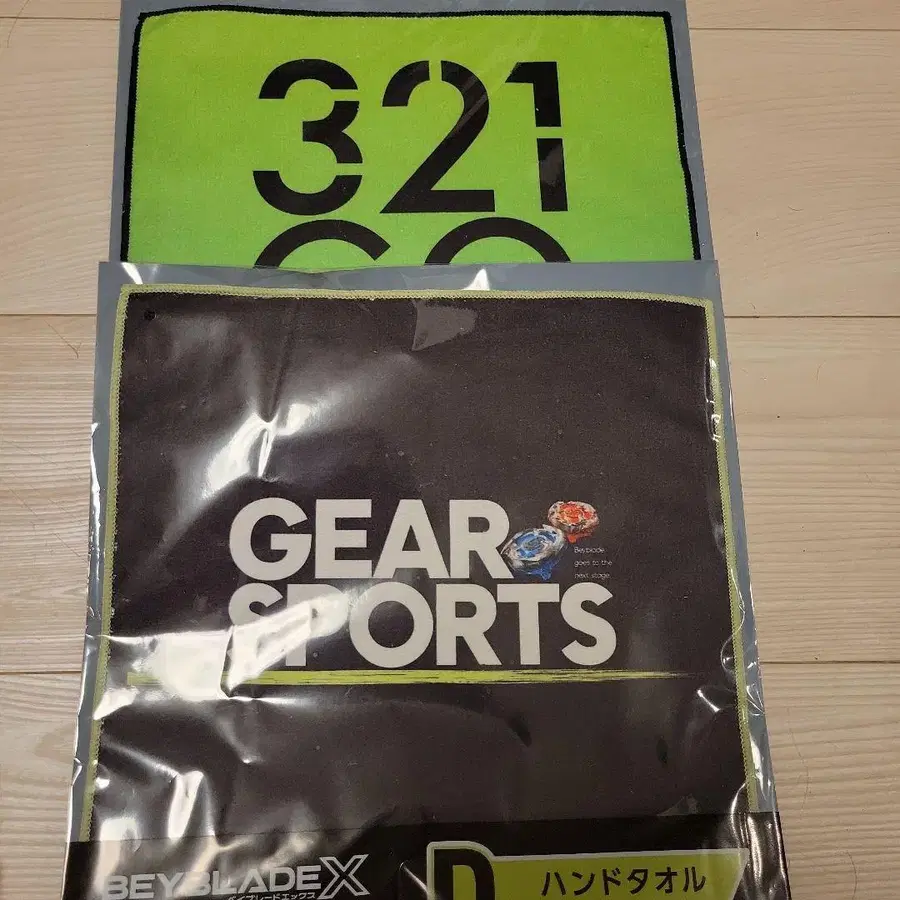 321
GO
GEAR
Beyblade
goes to the
next stage
SPORTS
BEYBLADE X
ベイブレードエックス
D ハンドタオル